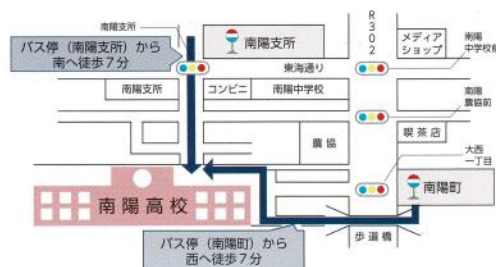 南陽支所
バス停（南陽支所）から
南へ徒歩7分
南陽支所
R302
メディア
ショップ
南陽
中学校前
東海通り
南陽支所
コンビニ
南陽中学校
南陽
農協前
農協
喫茶店
大西
一丁目
南陽高校
南陽町
バス停（南陽町）から
西へ徒歩7分
歩道橋